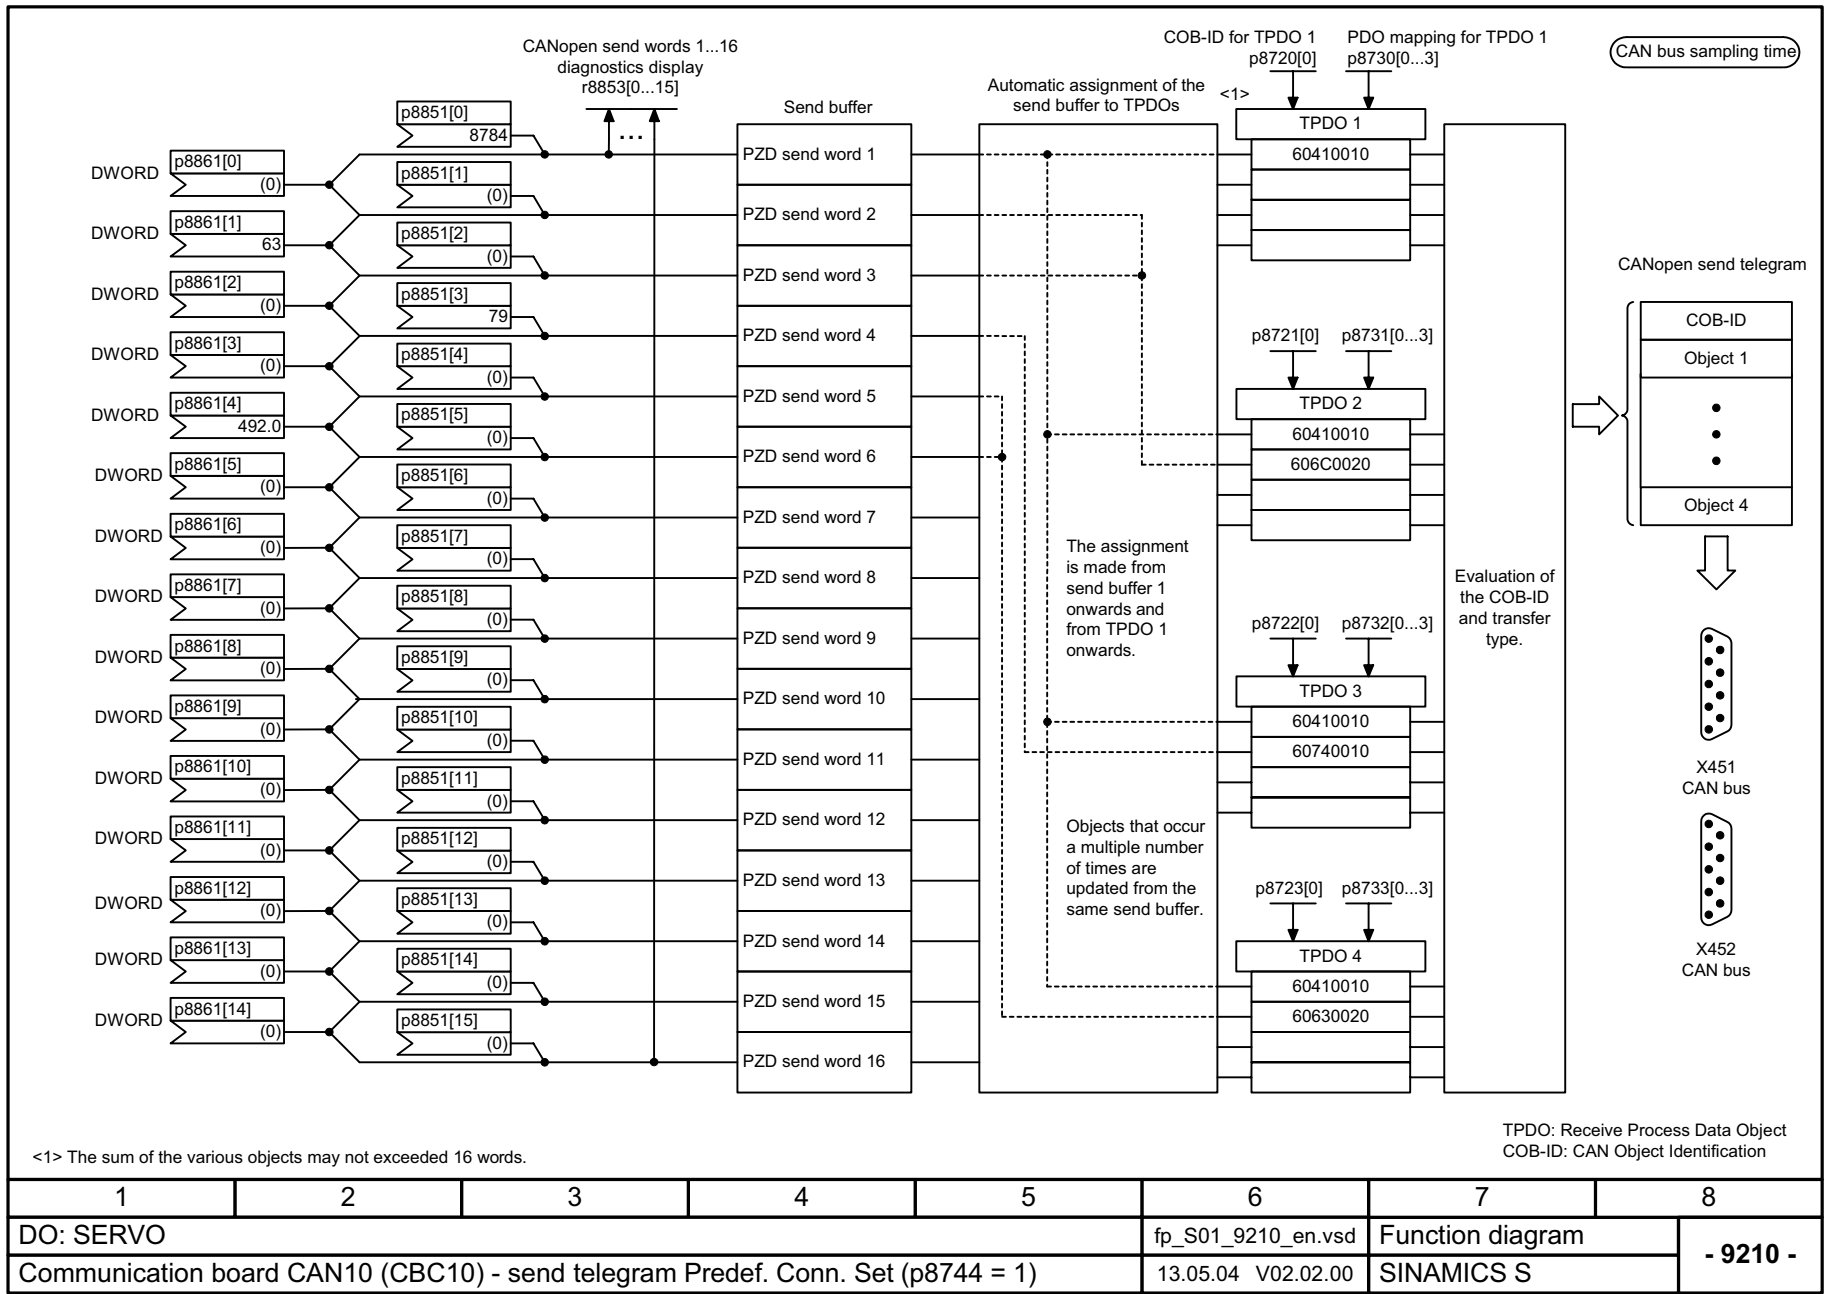 CANopen send words 1...16
diagnostics display
r8853[0...15]
COB-ID for TPDO 1
p8720[0]
PDO mapping for TPDO 1
p8730[0...3]
CAN bus sampling time
Automatic assignment of the
send buffer to TPDOs
<1>
Send buffer
...
DWORD
p8861[0]
(0)
DWORD
p8861[1]
63
DWORD
p8861[2]
(0)
DWORD
p8861[3]
(0)
DWORD
p8861[4]
492.0
DWORD
p8861[5]
(0)
DWORD
p8861[6]
(0)
DWORD
p8861[7]
(0)
DWORD
p8861[8]
(0)
DWORD
p8861[9]
(0)
DWORD
p8861[10]
(0)
DWORD
p8861[11]
(0)
DWORD
p8861[12]
(0)
DWORD
p8861[13]
(0)
DWORD
p8861[14]
(0)
p8851[0]
8784
p8851[1]
(0)
p8851[2]
(0)
p8851[3]
79
p8851[4]
(0)
p8851[5]
(0)
p8851[6]
(0)
p8851[7]
(0)
p8851[8]
(0)
p8851[9]
(0)
p8851[10]
(0)
p8851[11]
(0)
p8851[12]
(0)
p8851[13]
(0)
p8851[14]
(0)
p8851[15]
(0)
PZD send word 1
PZD send word 2
PZD send word 3
PZD send word 4
PZD send word 5
PZD send word 6
PZD send word 7
PZD send word 8
PZD send word 9
PZD send word 10
PZD send word 11
PZD send word 12
PZD send word 13
PZD send word 14
PZD send word 15
PZD send word 16
The assignment
is made from
send buffer 1
onwards and
from TPDO 1
onwards.
Objects that occur
a multiple number
of times are
updated from the
same send buffer.
TPDO 1
60410010
p8721[0]
p8731[0...3]
TPDO 2
60410010
606C0020
p8722[0]
p8732[0...3]
TPDO 3
60410010
60740010
p8723[0]
p8733[0...3]
TPDO 4
60410010
60630020
Evaluation of
the COB-ID
and transfer
type.
CANopen send telegram
COB-ID
Object 1
Object 4
X451
CAN bus
X452
CAN bus
TPDO: Receive Process Data Object
COB-ID: CAN Object Identification
<1> The sum of the various objects may not exceeded 16 words.
1 2 3 4 5 6 7 8
DO: SERVO
fp_S01_9210_en.vsd
Function diagram
- 9210 -
Communication board CAN10 (CBC10) - send telegram Predef. Conn. Set (p8744 = 1)
13.05.04 V02.02.00
SINAMICS S